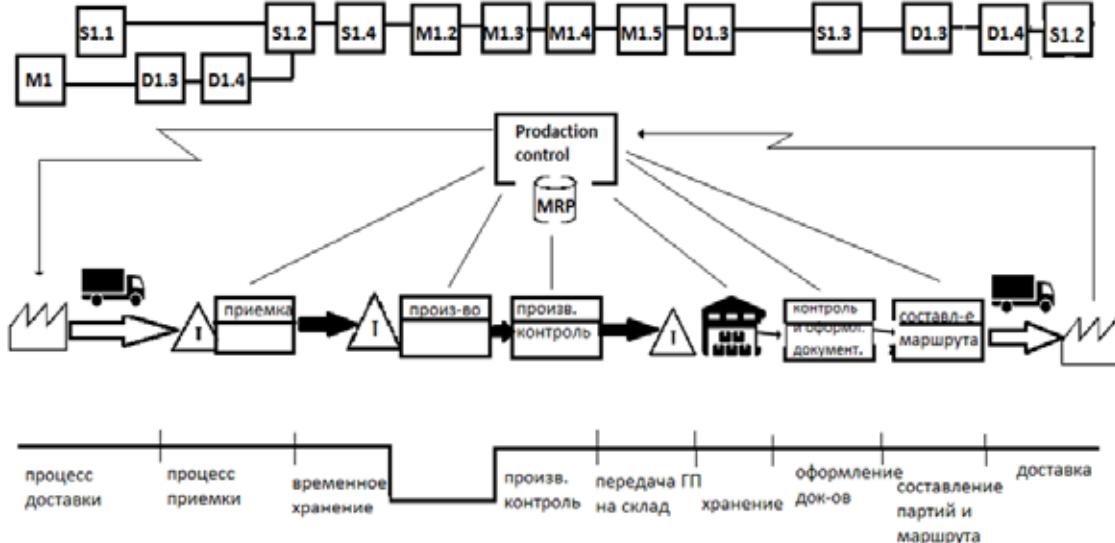 S1.1
S1.2
S1.4
M1.2
M1.3
M1.4
M1.5
D1.3
S1.3
D1.3
D1.4
S1.2
M1
D1.3
D1.4
Prodaction
control
MRP
I
приемка
I
произ-во
произв.
контроль
I
контроль
и оформл.
документ.
составл-е
маршрута
процесс
доставки
процесс
приемки
временное
хранение
произв.
контроль
передача ГП
на склад
хранение
оформление
док-ов
составление
партий и
маршрута
доставка